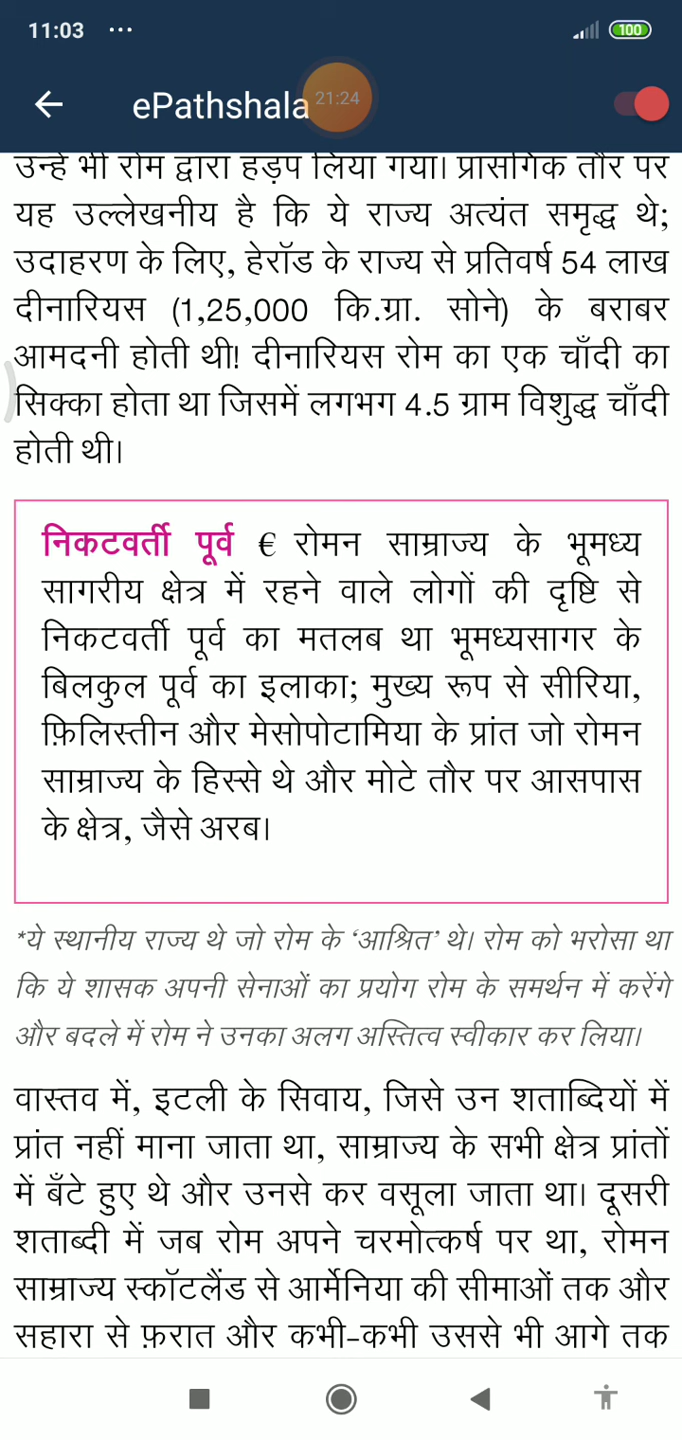 11:03 ... 100
ePathshala 21:24
उन्हें भी रोम द्वारा हड़प लिया गया। प्रासंगिक तौर पर
यह उल्लेखनीय है कि ये राज्य अत्यंत समृद्ध थे;
उदाहरण के लिए, हेरॉड के राज्य से प्रतिवर्ष 54 लाख
दीनारियस (1,25,000 कि.ग्रा. सोने) के बराबर
आमदनी होती थी! दीनारियस रोम का एक चाँदी का
सिक्का होता था जिसमें लगभग 4.5 ग्राम विशुद्ध चाँदी
होती थी।
निकटवर्ती पूर्व € रोमन साम्राज्य के भूमध्य
सागरीय क्षेत्र में रहने वाले लोगों की दृष्टि से
निकटवर्ती पूर्व का मतलब था भूमध्यसागर के
बिलकुल पूर्व का इलाका; मुख्य रूप से सीरिया,
फ़िलिस्तीन और मेसोपोटामिया के प्रांत जो रोमन
साम्राज्य के हिस्से थे और मोटे तौर पर आसपास
के क्षेत्र, जैसे अरब।
*ये स्थानीय राज्य थे जो रोम के ‘आश्रित’ थे। रोम को भरोसा था
कि ये शासक अपनी सेनाओं का प्रयोग रोम के समर्थन में करेंगे
और बदले में रोम ने उनका अलग अस्तित्व स्वीकार कर लिया।
वास्तव में, इटली के सिवाय, जिसे उन शताब्दियों में
प्रांत नहीं माना जाता था, साम्राज्य के सभी क्षेत्र प्रांतों
में बँटे हुए थे और उनसे कर वसूला जाता था। दूसरी
शताब्दी में जब रोम अपने चरमोत्कर्ष पर था, रोमन
साम्राज्य स्कॉटलैंड से आर्मेनिया की सीमाओं तक और
सहारा से फ़रात और कभी-कभी उससे भी आगे तक